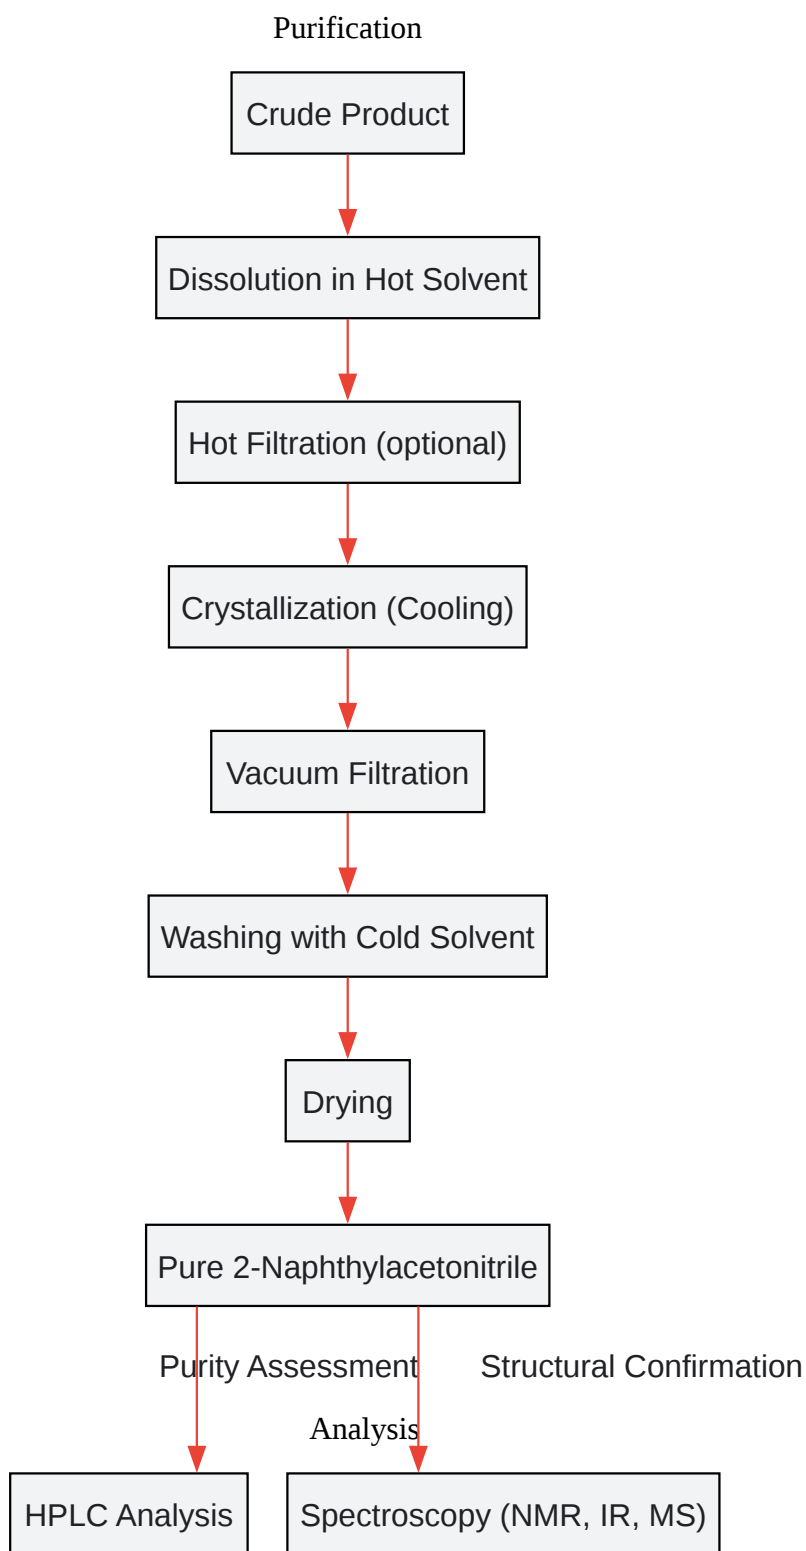 Purification
Crude Product
Dissolution in Hot Solvent
Hot Filtration (optional)
Crystallization (Cooling)
Vacuum Filtration
Washing with Cold Solvent
Drying
Pure 2-Naphthylacetonitrile
Purity Assessment
Structural Confirmation
Analysis
HPLC Analysis
Spectroscopy (NMR, IR, MS)